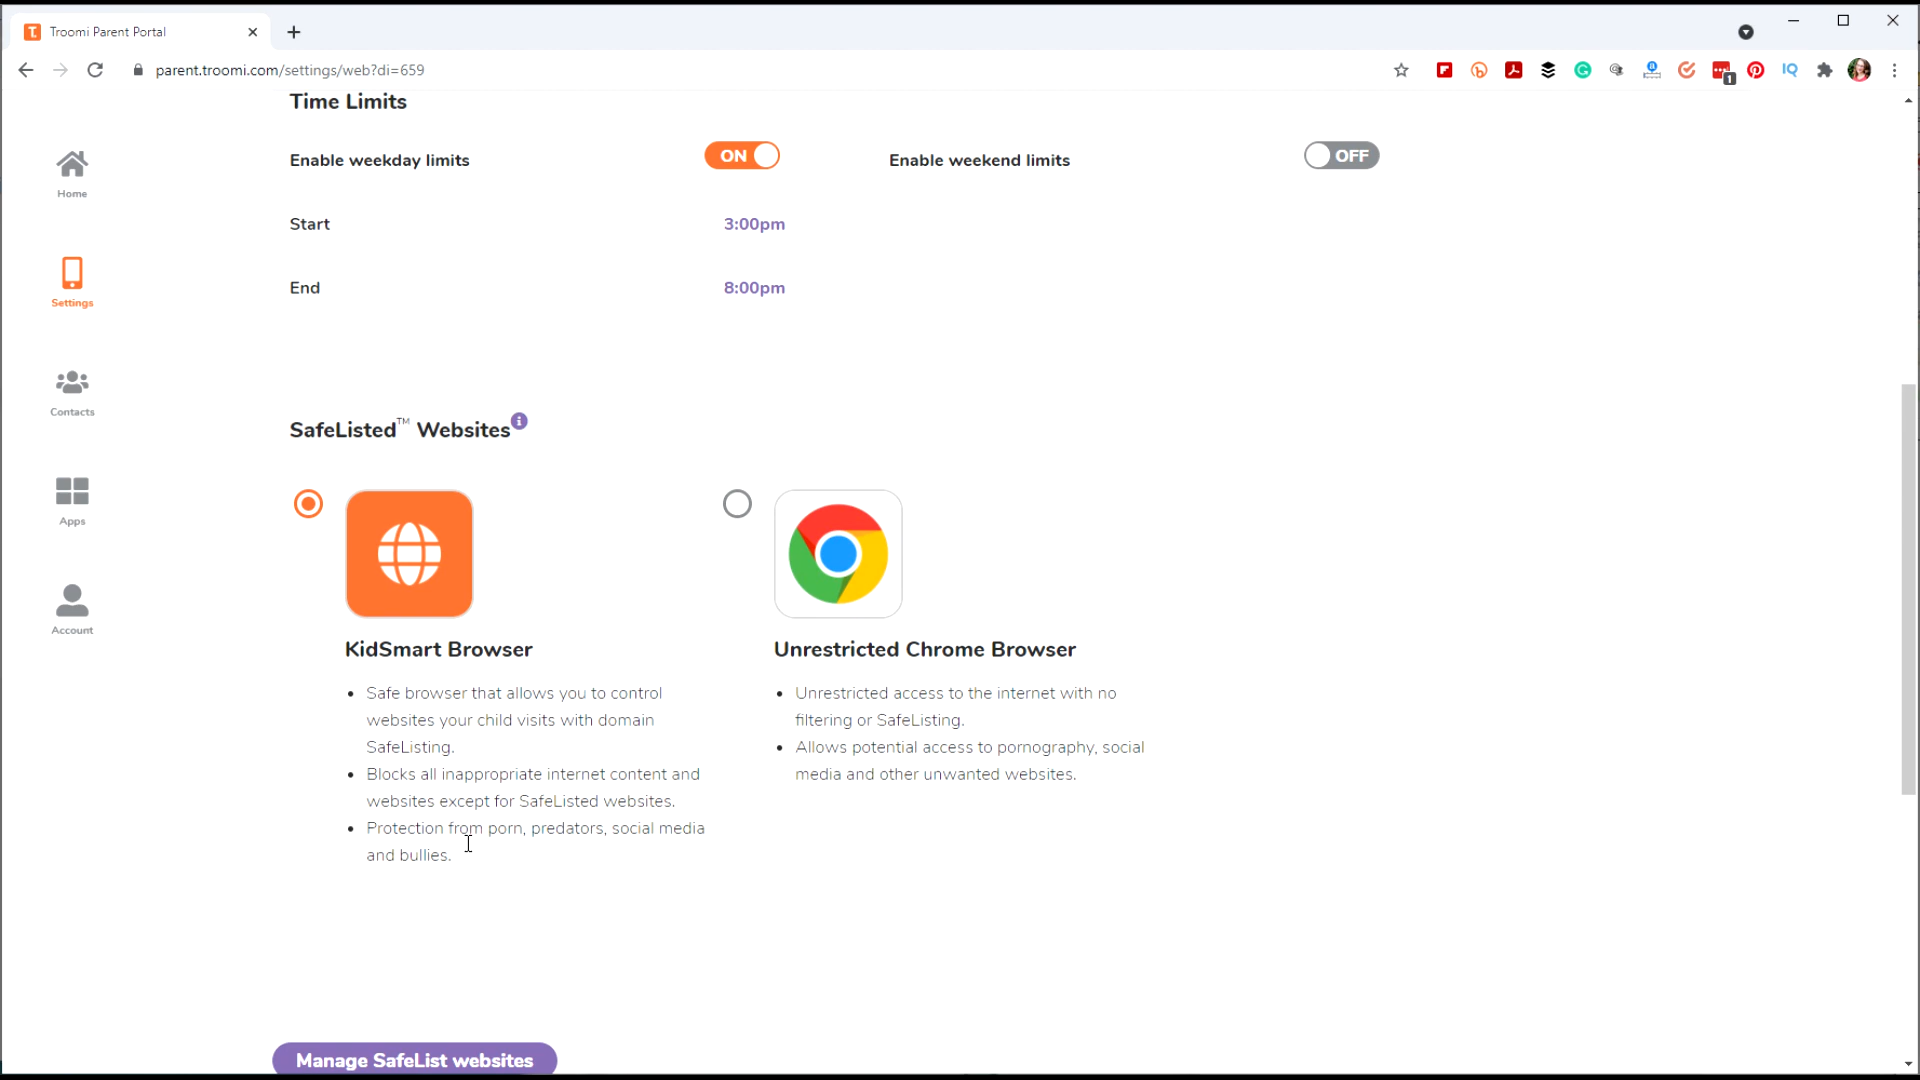 Troomi Parent Portal
parent.troomi.com/settings/web?di=659
1
IQ
Home
Settings
Contacts
Apps
Account
Time Limits
Enable weekday limits
ON
Enable weekend limits
OFF
Start
3:00pm
End
8:00pm
SafeListed™ Websites
KidSmart Browser
Safe browser that allows you to control
websites your child visits with domain
SafeListing.
Blocks all inappropriate internet content and
websites except for SafeListed websites.
Protection from porn, predators, social media
and bullies.
Unrestricted Chrome Browser
Unrestricted access to the internet with no
filtering or SafeListing.
Allows potential access to pornography, social
media and other unwanted websites.
Manage SafeList websites